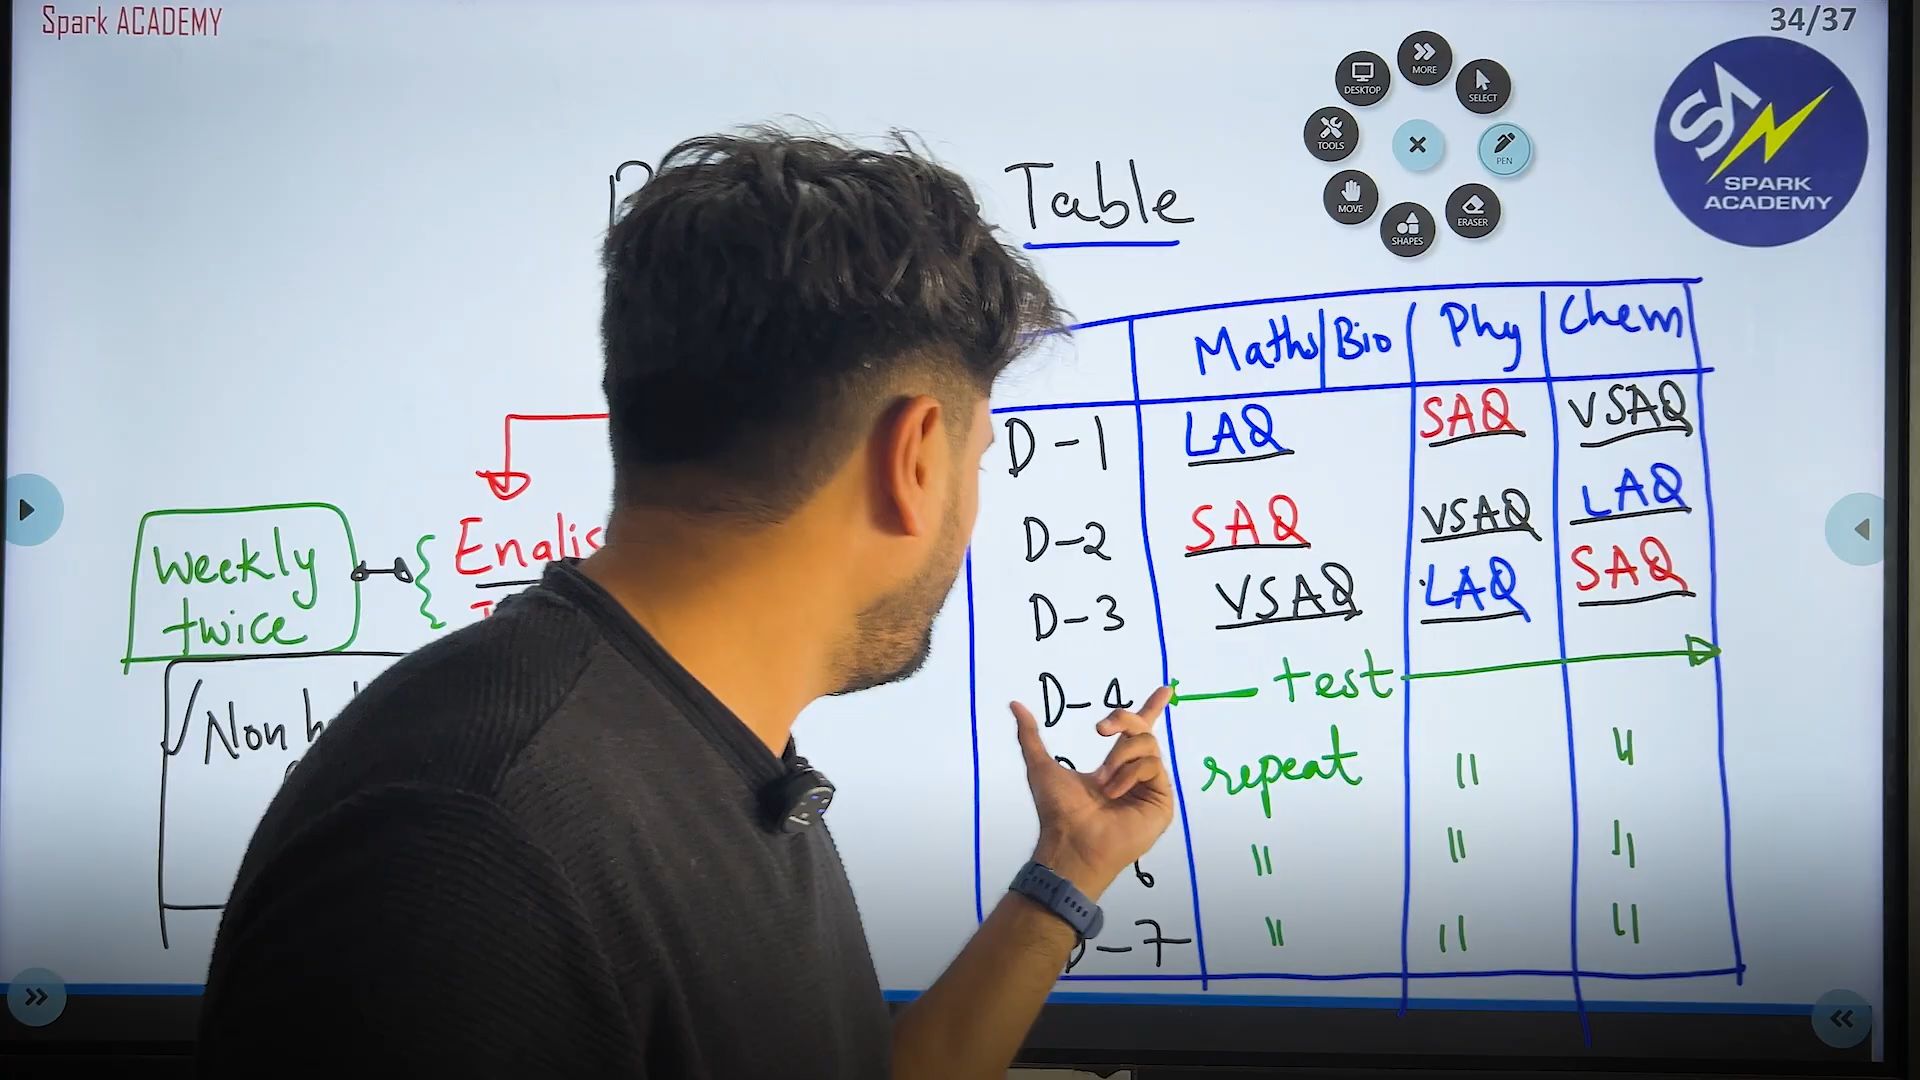 Spark ACADEMY
34/37
MORE
DESKTOP
SELECT
TOOLS
PEN
MOVE
ERASER
SHAPES
SPARK
ACADEMY
Table
Maths/Bio Phy Chem
D-1 LAQ SAQ VSAQ
D-2 SAQ VSAQ LAQ
D-3 VSAQ LAQ SAQ
D-4 test
repeat " "
6 " " "
D-7 " " "
Weekly
twice
Non